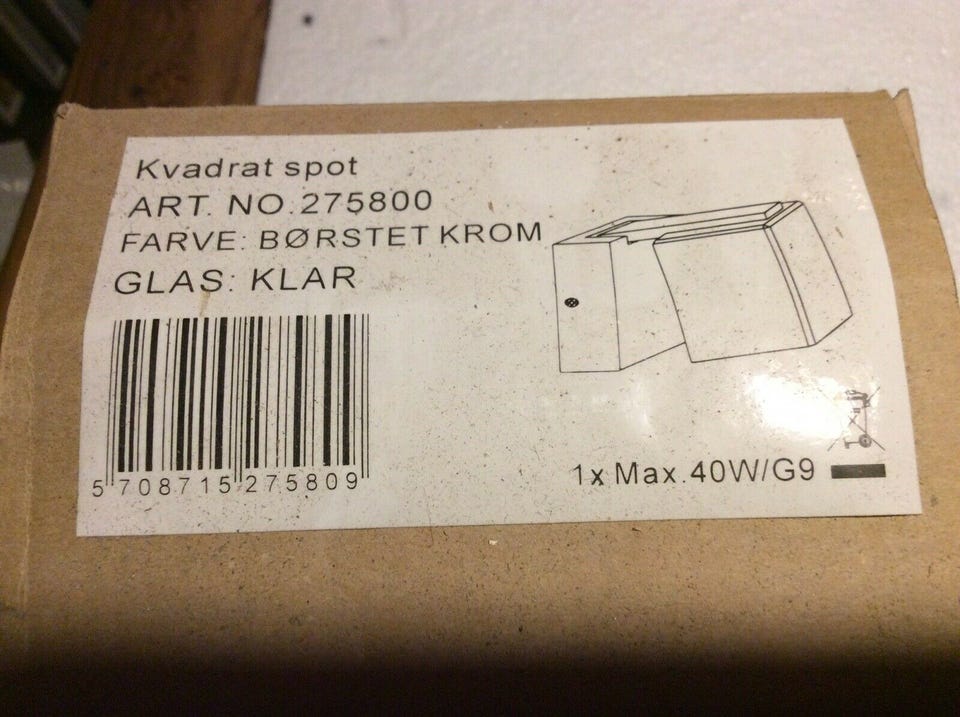 Kvadrat spot
ART. NO.275800
FARVE: BØRSTET KROM
GLAS: KLAR
5 708715 275809
1x Max.40W/G9